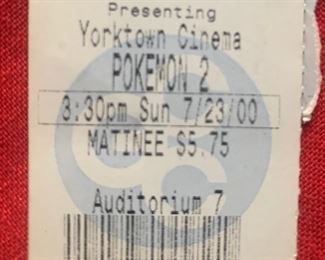 Presenting
Yorktown Cinema
POKEMON 2
3:30pm Sun 7/23/00
MATINEE $5.75
Auditorium 7